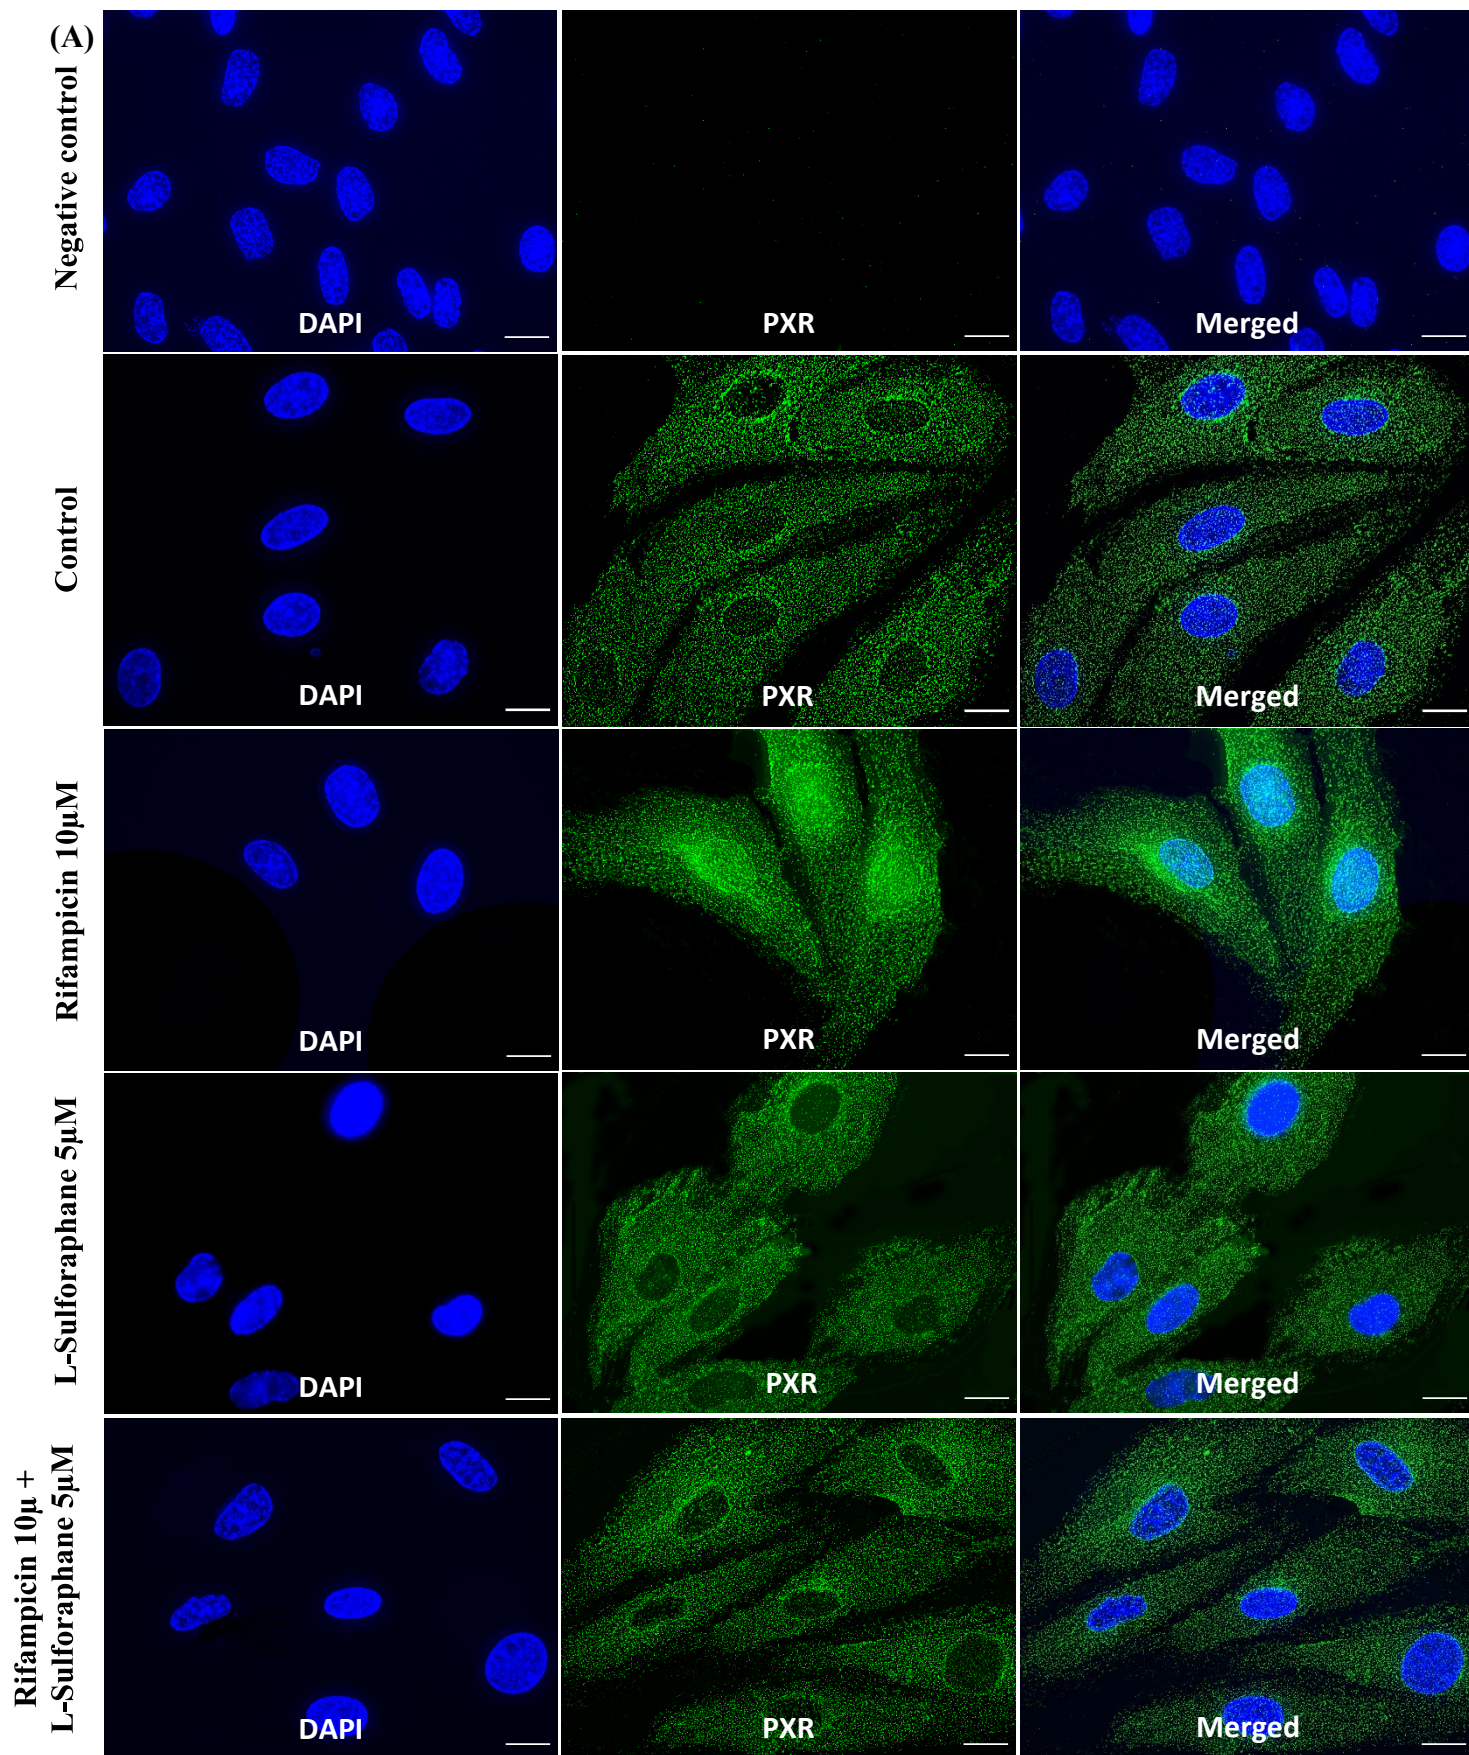 (A)
Negative control
DAPI
PXR
Merged
Control
DAPI
PXR
Merged
Rifampicin 10µM
DAPI
PXR
Merged
L-Sulforaphane 5µM
DAPI
PXR
Merged
Rifampicin 10µ +
L-Sulforaphane 5µM
DAPI
PXR
Merged